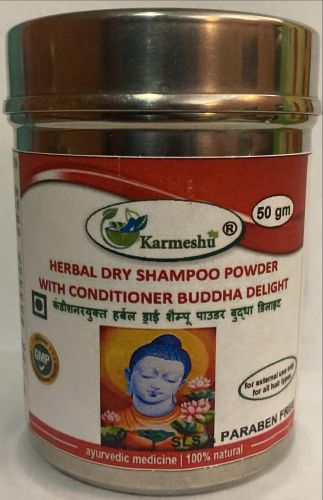 Karmeshu ®
50 gm
HERBAL DRY SHAMPOO POWDER
WITH CONDITIONER BUDDHA DELIGHT
कंडीशनरयुक्त हर्बल ड्राई शैम्पू पाउडर बुद्धा डिलाइट
GMP
for external use only
for all hair types
SLS & PARABEN FREE
ayurvedic medicine | 100% natural